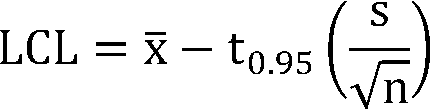 LCL = x̅ − t₀.₉₅ (s/√n)